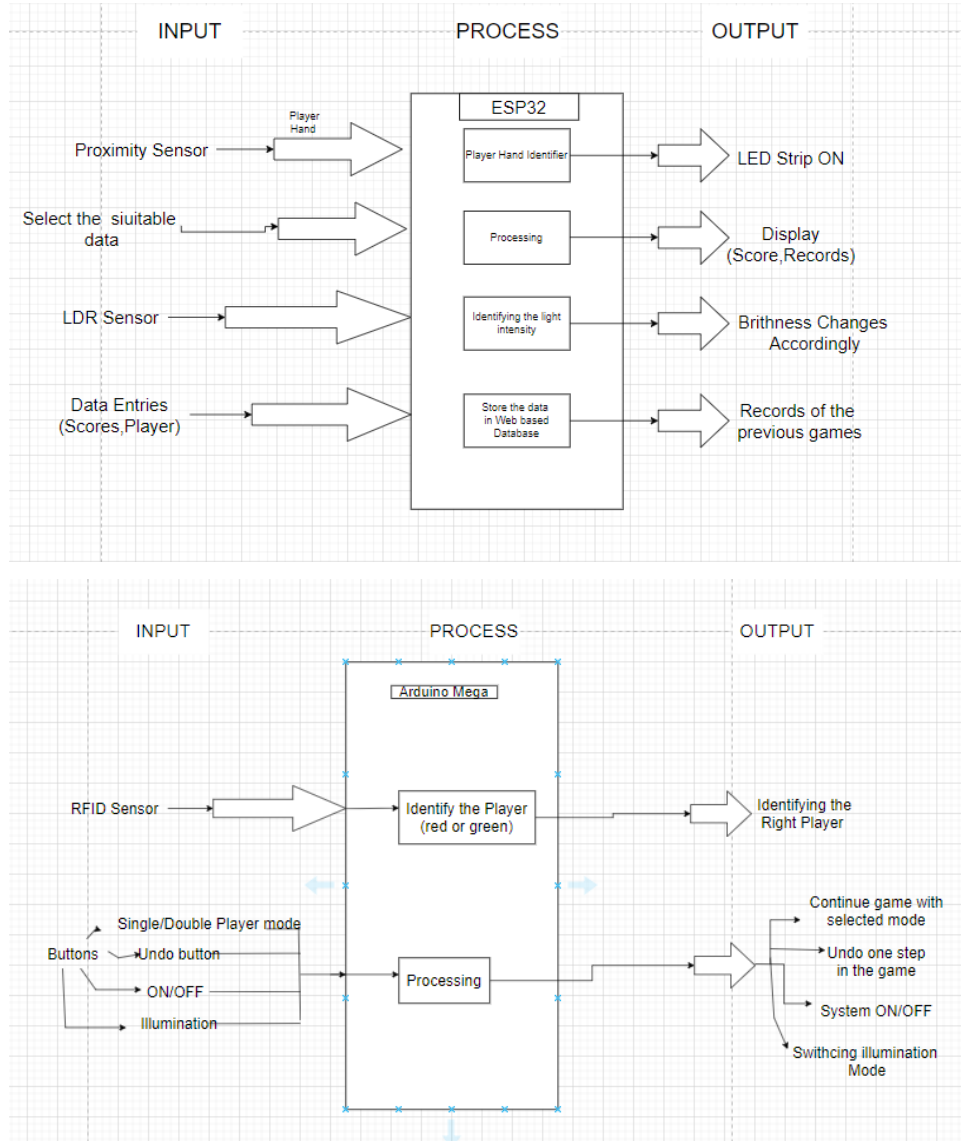 INPUT
PROCESS
OUTPUT
ESP32
Player
Hand
Proximity Sensor
Player Hand Identifier
LED Strip ON
Select the siuitable
data
Processing
Display
(Score,Records)
LDR Sensor
Identifying the light
intensity
Brithness Changes
Accordingly
Data Entries
(Scores,Player)
Store the data
in Web based
Database
Records of the
previous games
INPUT
PROCESS
OUTPUT
Arduino Mega
RFID Sensor
Identify the Player
(red or green)
Identifying the
Right Player
Buttons
Single/Double Player mode
Undo button
ON/OFF
Illumination
Processing
Continue game with
selected mode
Undo one step
in the game
System ON/OFF
Swithcing illumination
Mode